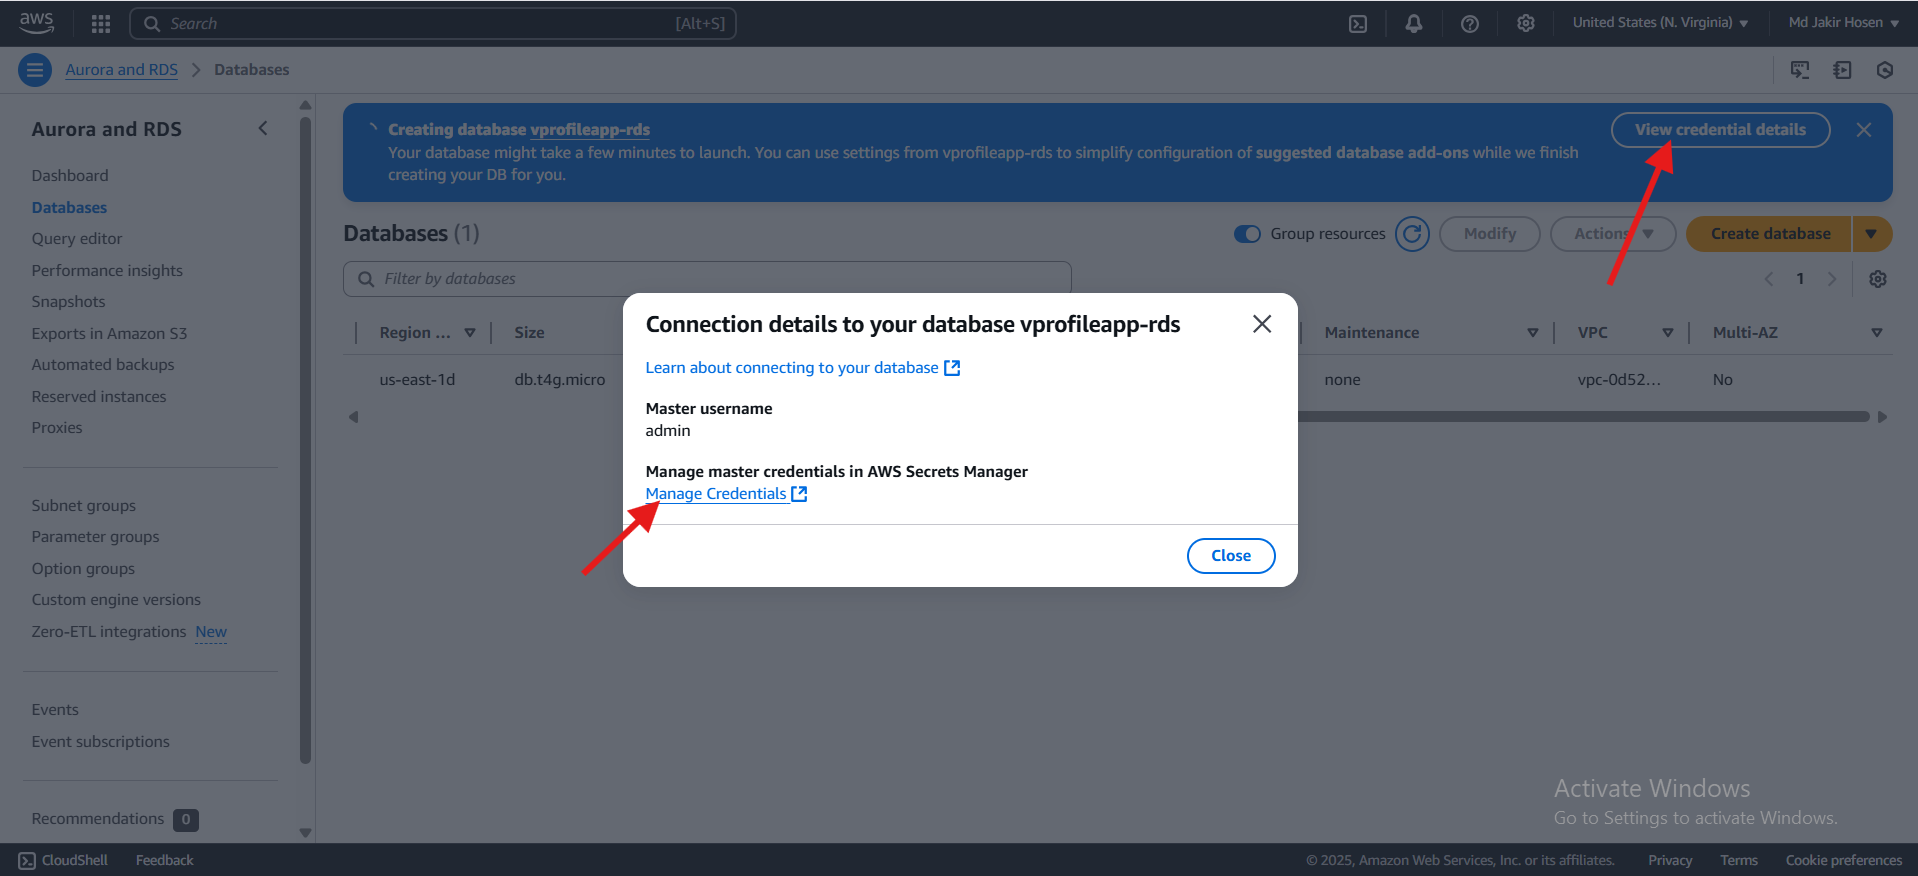 aws
Search
[Alt+S]
United States (N. Virginia)
Md Jakir Hosen
Aurora and RDS
Databases
Aurora and RDS
Dashboard
Databases
Query editor
Performance insights
Snapshots
Exports in Amazon S3
Automated backups
Reserved instances
Proxies
Subnet groups
Parameter groups
Option groups
Custom engine versions
Zero-ETL integrations New
Events
Event subscriptions
Recommendations 0
Creating database vprofileapp-rds
Your database might take a few minutes to launch. You can use settings from vprofileapp-rds to simplify configuration of suggested database add-ons while we finish
creating your DB for you.
View credential details
Databases (1)
Group resources
Modify
Actions
Create database
Filter by databases
1
Region ...
Size
Maintenance
VPC
Multi-AZ
us-east-1d
db.t4g.micro
none
vpc-0d52...
No
Connection details to your database vprofileapp-rds
Learn about connecting to your database
Master username
admin
Manage master credentials in AWS Secrets Manager
Manage Credentials
Close
Activate Windows
Go to Settings to activate Windows.
CloudShell
Feedback
© 2025, Amazon Web Services, Inc. or its affiliates.
Privacy
Terms
Cookie preferences